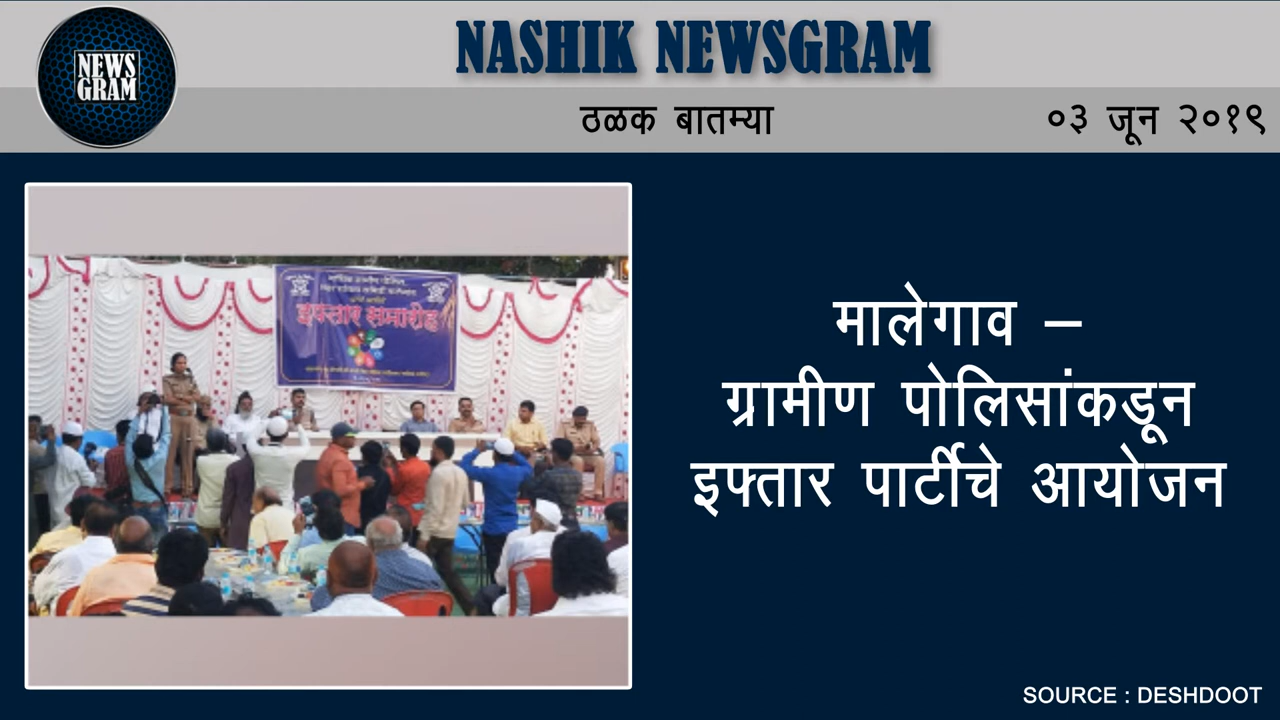 NEWS
GRAM
NASHIK NEWSGRAM
ठळक बातम्या
०३ जून २०१९
इफ्तार समारोह
मालेगाव –
ग्रामीण पोलिसांकडून
इफ्तार पार्टीचे आयोजन
SOURCE : DESHDOOT